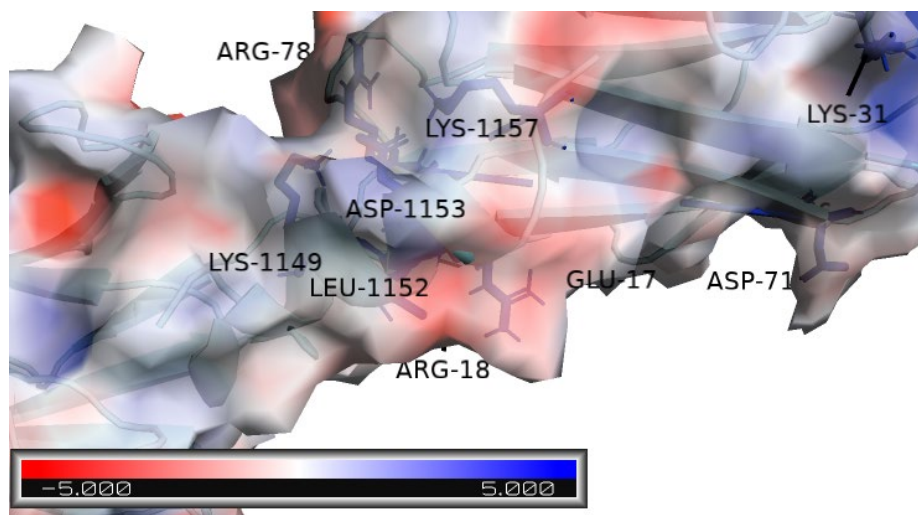 ARG-78
LYS-31
LYS-1157
ASP-1153
LYS-1149
LEU-1152
GLU-17
ASP-71
ARG-18
-5.000
5.000